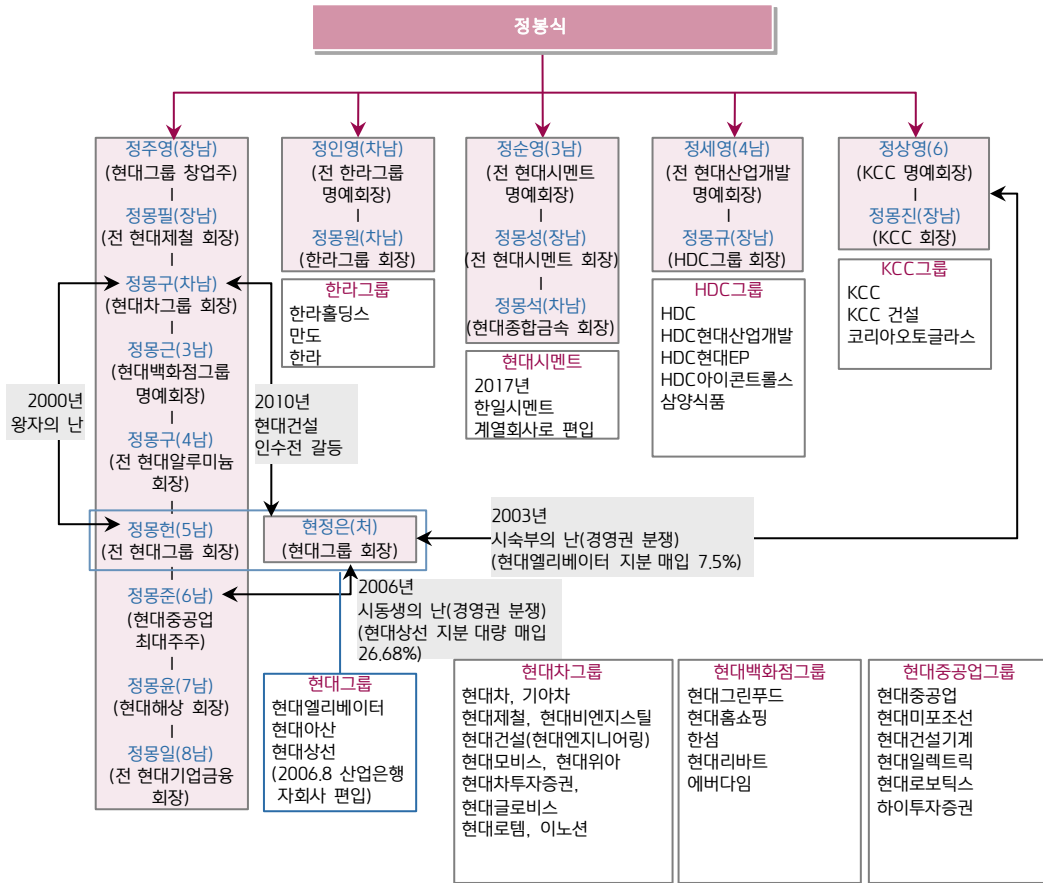 정봉식
정주영(장남)
(현대그룹 창업주)
정몽필(장남)
(전 현대제철 회장)
정몽구(차남)
(현대차그룹 회장)
정몽근(3남)
(현대백화점그룹
명예회장)
정몽구(4남)
(전 현대알루미늄
회장)
정몽헌(5남)
(전 현대그룹 회장)
정몽준(6남)
(현대중공업
최대주주)
정몽윤(7남)
(현대해상 회장)
정몽일(8남)
(전 현대기업금융
회장)
정인영(차남)
(전 한라그룹
명예회장)
정몽원(차남)
(한라그룹 회장)
한라그룹
한라홀딩스
만도
한라
정순영(3남)
(전 현대시멘트
명예회장)
정몽성(장남)
(전 현대시멘트 회장)
정몽석(차남)
(현대종합금속 회장)
현대시멘트
2017년
한일시멘트
계열회사로 편입
정세영(4남)
(전 현대산업개발
명예회장)
정몽규(장남)
(HDC그룹 회장)
HDC그룹
HDC
HDC현대산업개발
HDC현대EP
HDC아이콘트롤스
삼양식품
정상영(6)
(KCC 명예회장)
정몽진(장남)
(KCC 회장)
KCC그룹
KCC
KCC 건설
코리아오토글라스
2000년
왕자의 난
2010년
현대건설
인수전 갈등
현정은(처)
(현대그룹 회장)
2003년
시숙부의 난(경영권 분쟁)
(현대엘리베이터 지분 매입 7.5%)
2006년
시동생의 난(경영권 분쟁)
(현대상선 지분 대량 매입
26.68%)
현대그룹
현대엘리베이터
현대아산
현대상선
(2006.8 산업은행
자회사 편입)
현대차그룹
현대차, 기아차
현대제철, 현대비엔지스틸
현대건설(현대엔지니어링)
현대모비스, 현대위아
현대차투자증권,
현대글로비스
현대로템, 이노션
현대백화점그룹
현대그린푸드
현대홈쇼핑
한섬
현대리바트
에버다임
현대중공업그룹
현대중공업
현대미포조선
현대건설기계
현대일렉트릭
현대로보틱스
하이투자증권